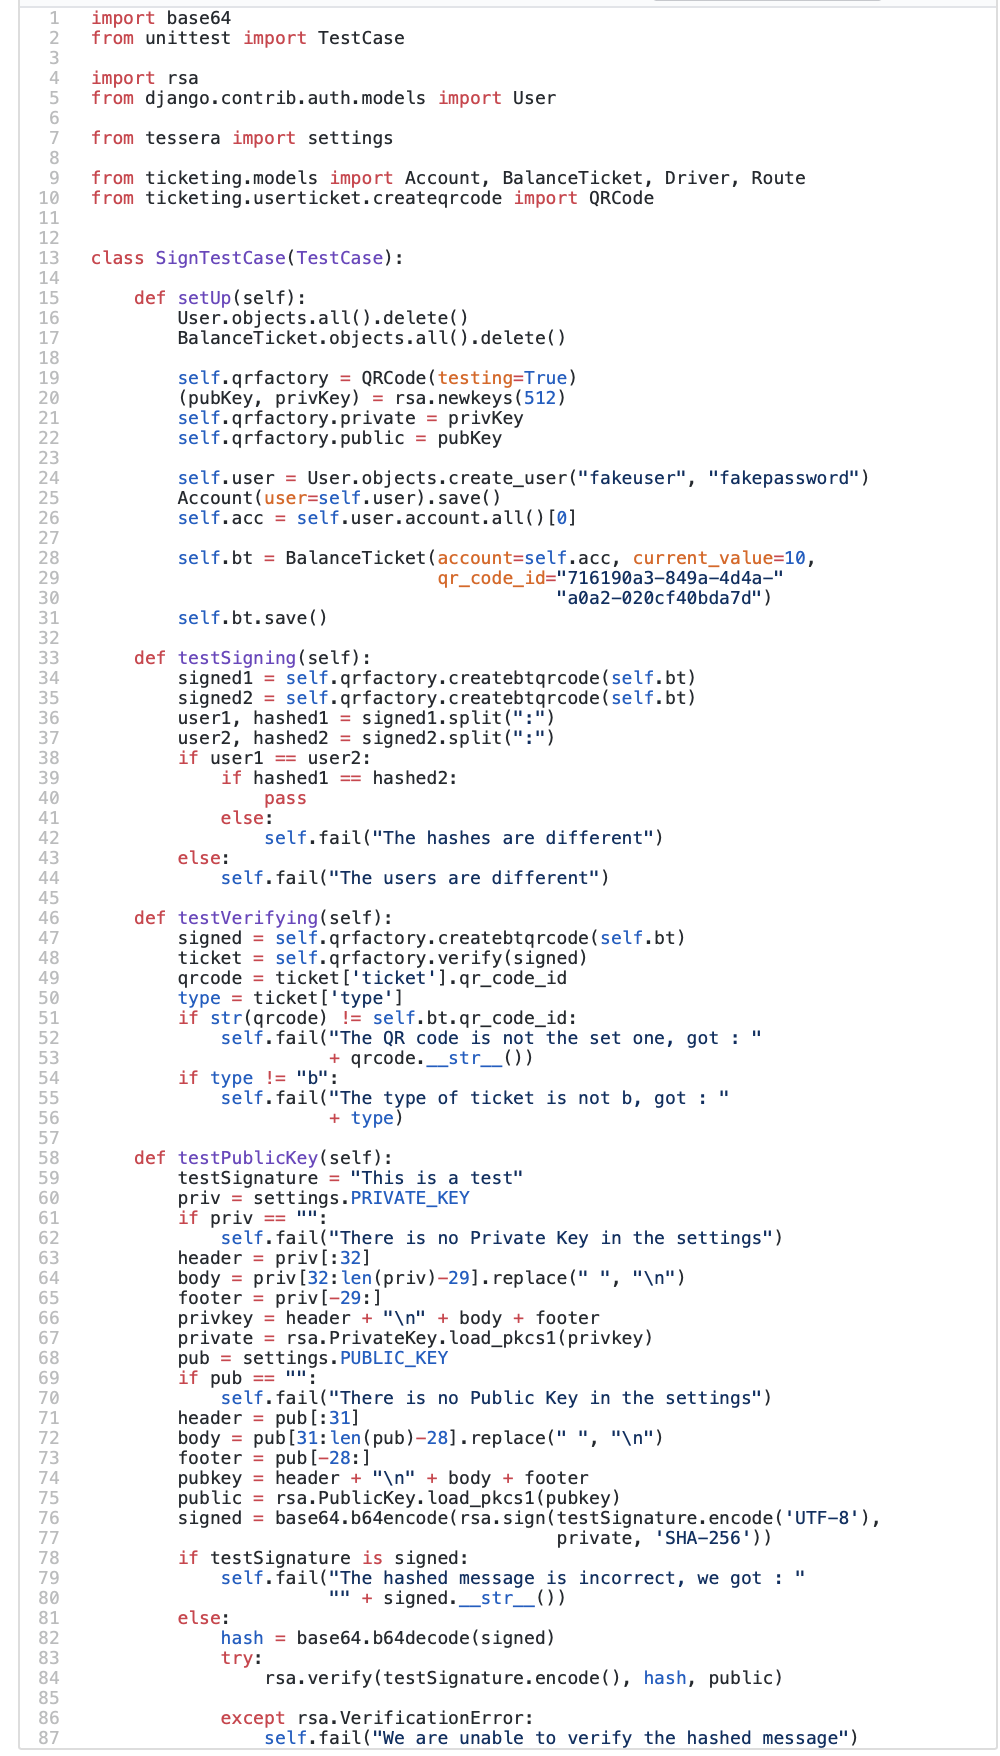 1 import base64
2 from unittest import TestCase
3
4 import rsa
5 from django.contrib.auth.models import User
6
7 from tessera import settings
8
9 from ticketing.models import Account, BalanceTicket, Driver, Route
10 from ticketing.userticket.createqrcode import QRCode
11
12
13 class SignTestCase(TestCase):
14
15     def setUp(self):
16         User.objects.all().delete()
17         BalanceTicket.objects.all().delete()
18
19         self.qrfactory = QRCode(testing=True)
20         (pubKey, privKey) = rsa.newkeys(512)
21         self.qrfactory.private = privKey
22         self.qrfactory.public = pubKey
23
24         self.user = User.objects.create_user("fakeuser", "fakepassword")
25         Account(user=self.user).save()
26         self.acc = self.user.account.all()[0]
27
28         self.bt = BalanceTicket(account=self.acc, current_value=10,
29                                 qr_code_id="716190a3-849a-4d4a-"
30                                            "a0a2-020cf40bda7d")
31         self.bt.save()
32
33     def testSigning(self):
34         signed1 = self.qrfactory.createbtqrcode(self.bt)
35         signed2 = self.qrfactory.createbtqrcode(self.bt)
36         user1, hashed1 = signed1.split(":")
37         user2, hashed2 = signed2.split(":")
38         if user1 == user2:
39             if hashed1 == hashed2:
40                 pass
41             else:
42                 self.fail("The hashes are different")
43         else:
44             self.fail("The users are different")
45
46     def testVerifying(self):
47         signed = self.qrfactory.createbtqrcode(self.bt)
48         ticket = self.qrfactory.verify(signed)
49         qrcode = ticket['ticket'].qr_code_id
50         type = ticket['type']
51         if str(qrcode) != self.bt.qr_code_id:
52             self.fail("The QR code is not the set one, got : "
53                       + qrcode.__str__())
54         if type != "b":
55             self.fail("The type of ticket is not b, got : "
56                       + type)
57
58     def testPublicKey(self):
59         testSignature = "This is a test"
60         priv = settings.PRIVATE_KEY
61         if priv == "":
62             self.fail("There is no Private Key in the settings")
63         header = priv[:32]
64         body = priv[32:len(priv)-29].replace(" ", "\n")
65         footer = priv[-29:]
66         privkey = header + "\n" + body + footer
67         private = rsa.PrivateKey.load_pkcs1(privkey)
68         pub = settings.PUBLIC_KEY
69         if pub == "":
70             self.fail("There is no Public Key in the settings")
71         header = pub[:31]
72         body = pub[31:len(pub)-28].replace(" ", "\n")
73         footer = pub[-28:]
74         pubkey = header + "\n" + body + footer
75         public = rsa.PublicKey.load_pkcs1(pubkey)
76         signed = base64.b64encode(rsa.sign(testSignature.encode('UTF-8'),
77                                            private, 'SHA-256'))
78         if testSignature is signed:
79             self.fail("The hashed message is incorrect, we got : "
80                       "" + signed.__str__())
81         else:
82             hash = base64.b64decode(signed)
83             try:
84                 rsa.verify(testSignature.encode(), hash, public)
85
86             except rsa.VerificationError:
87                 self.fail("We are unable to verify the hashed message")